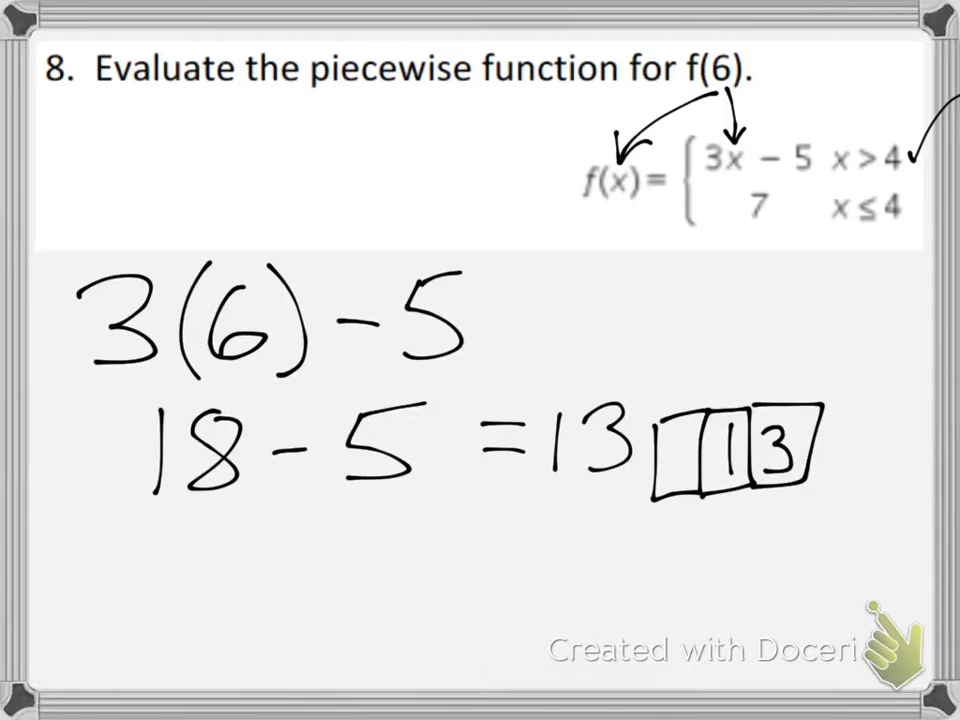 8. Evaluate the piecewise function for f(6).
f(x) = { 3x − 5 x > 4
7 x ≤ 4
3(6) − 5
18 − 5 = 13 13
Created with Doceri